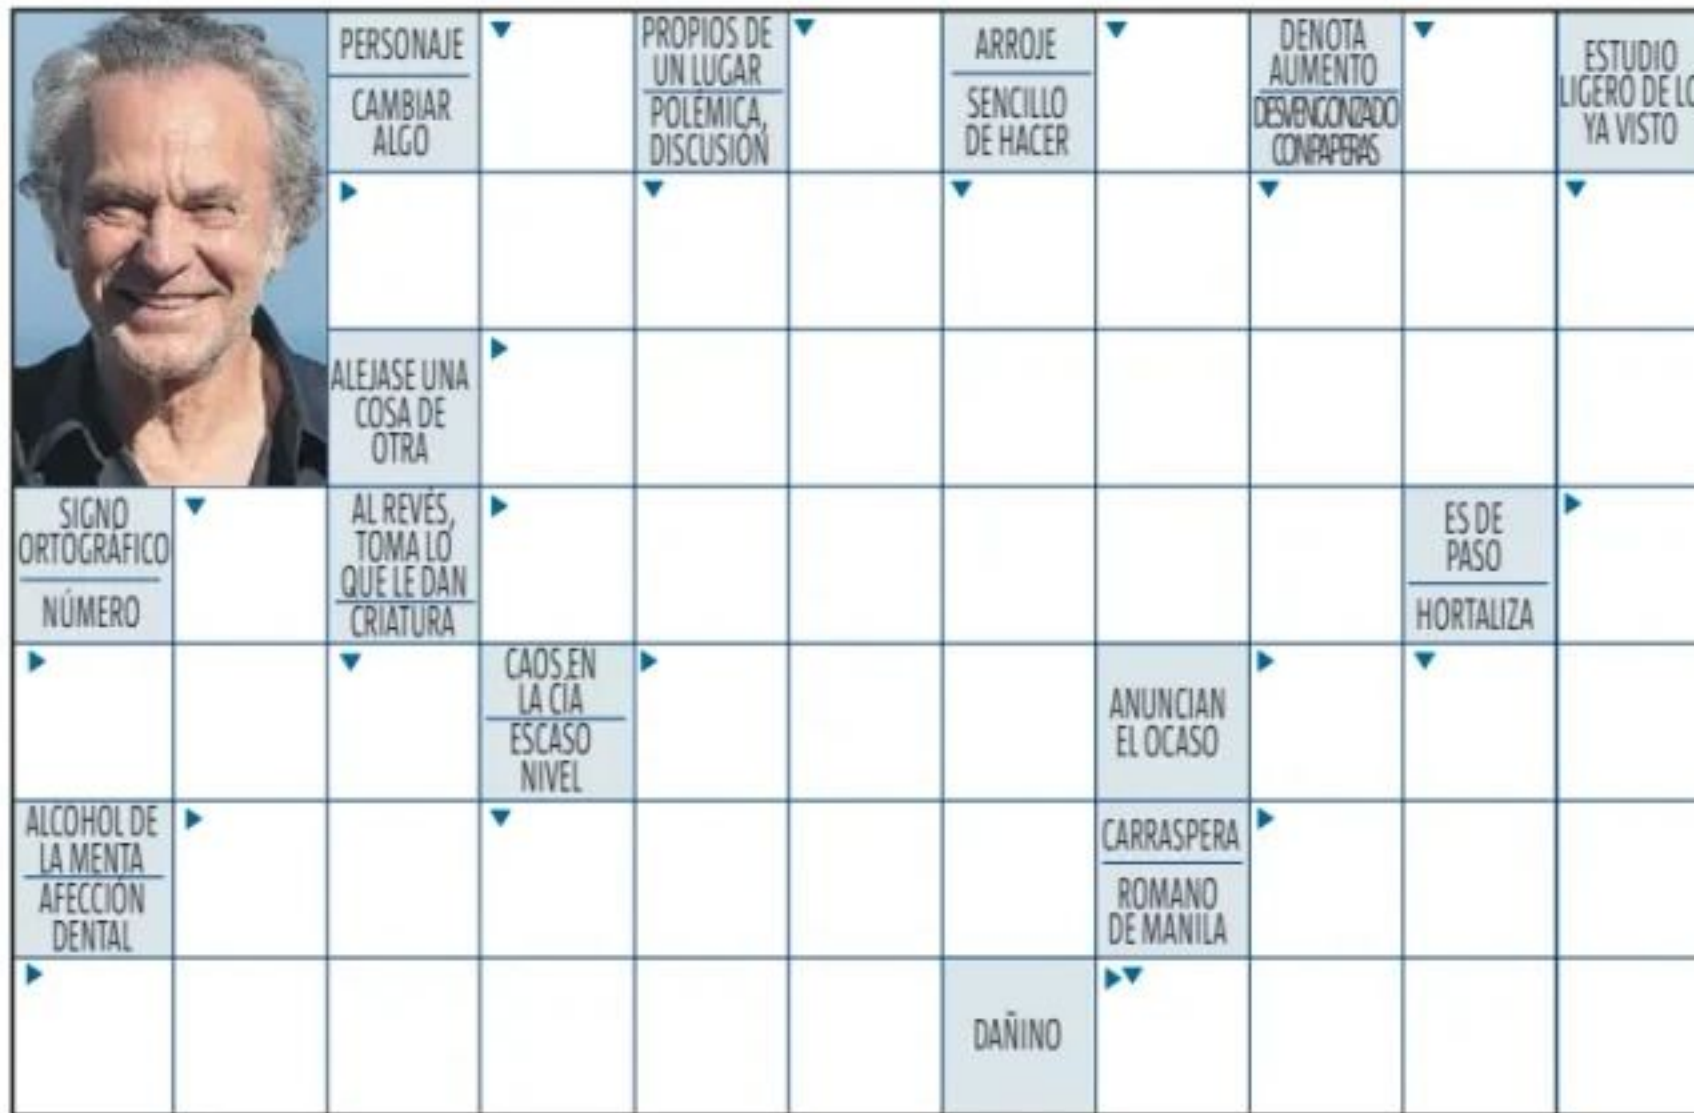 PERSONAJE
CAMBIAR
ALGO
PROPIOS DE
UN LUGAR
POLÉMICA,
DISCUSIÓN
ARROJE
SENCILLO
DE HACER
DENOTA
AUMENTO
DESVENGONZADO
CON PAPERAS
ESTUDIO
LIGERO DE LO
YA VISTO
ALEJASE UNA
COSA DE
OTRA
SIGNO
ORTOGRÁFICO
NÚMERO
AL REVÉS,
TOMA LO
QUE LE DAN
CRIATURA
ES DE
PASO
HORTALIZA
CAOS EN
LA CÍA
ESCASO
NIVEL
ANUNCIAN
EL OCASO
ALCOHOL DE
LA MENTA
AFECCIÓN
DENTAL
CARRASPERA
ROMANO
DE MANILA
DAÑINO